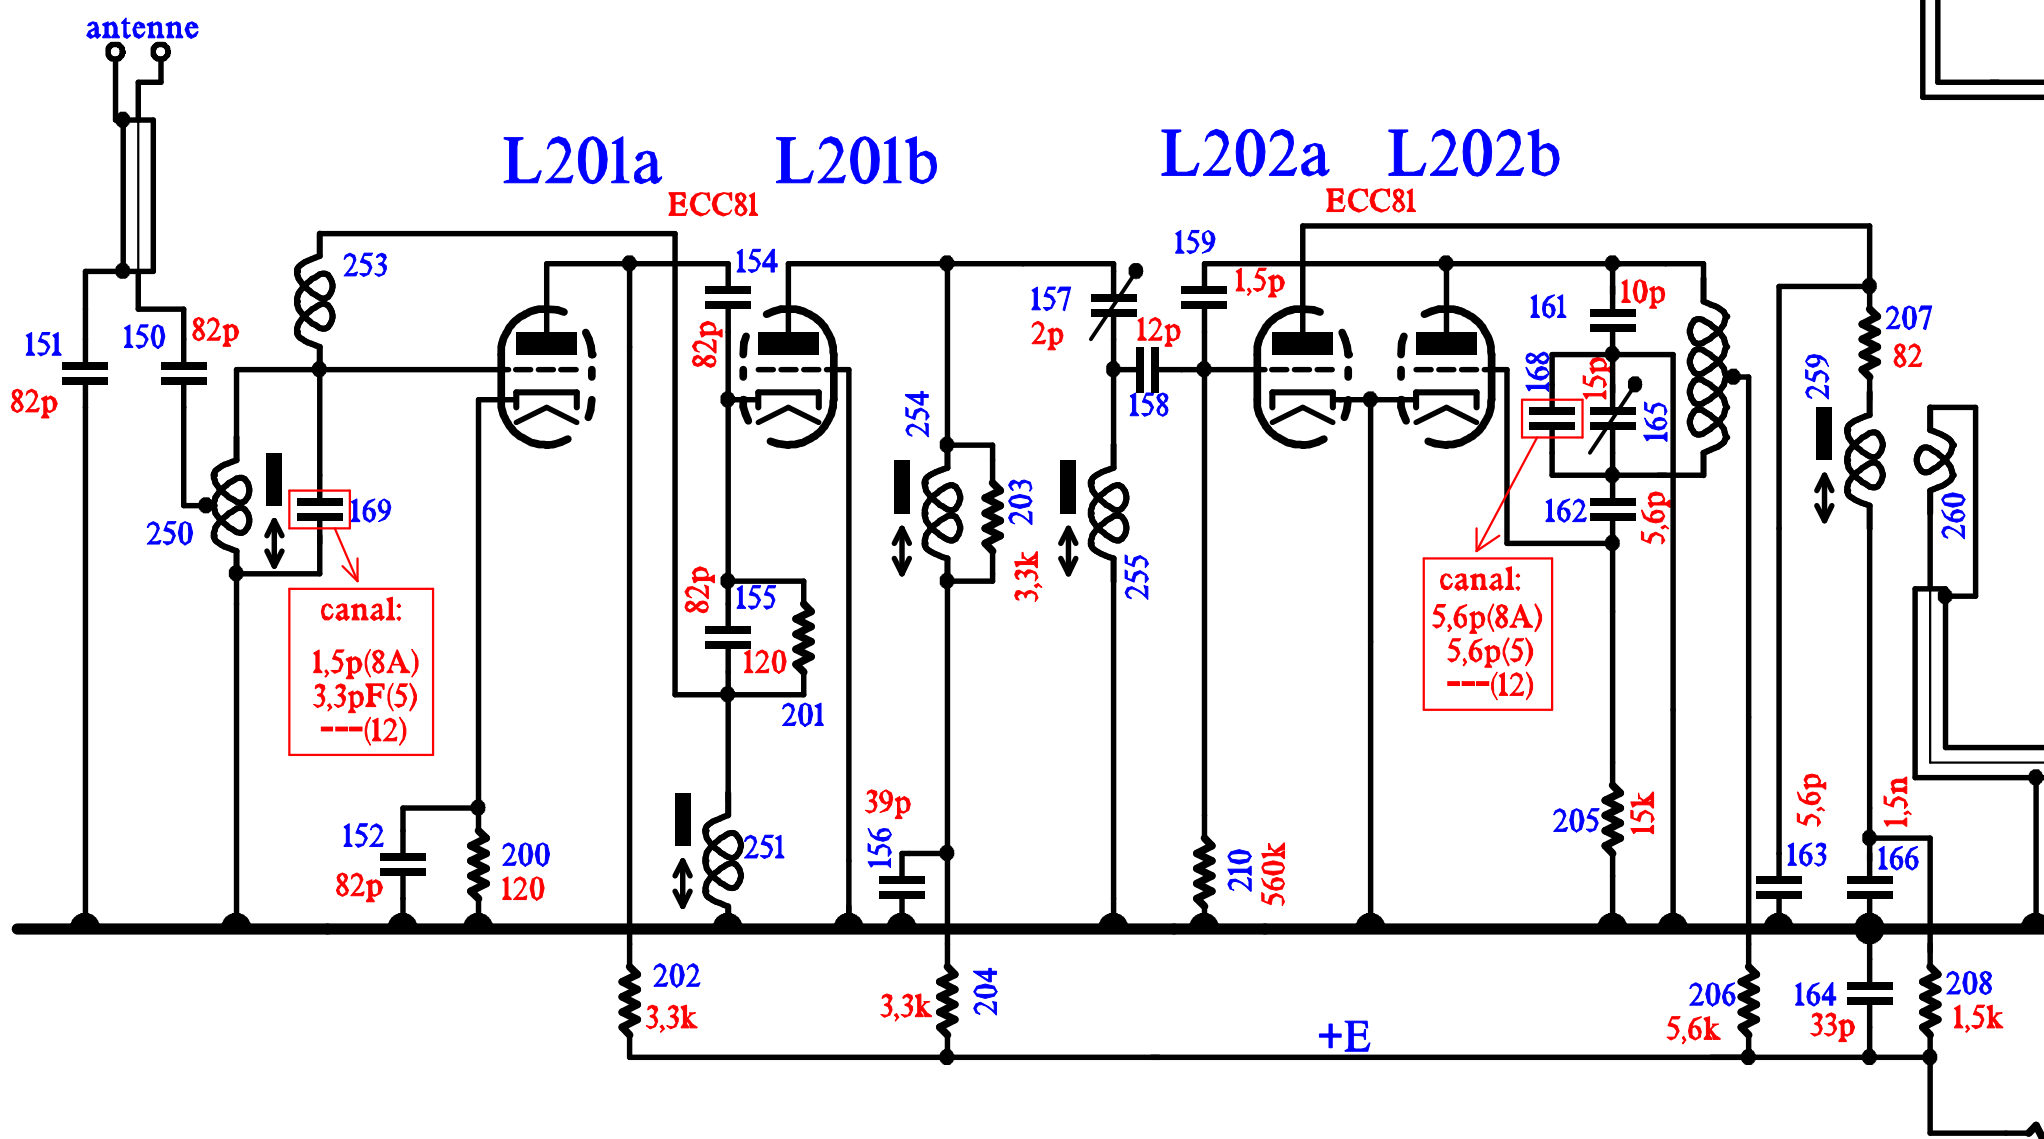 antenne
L201a
L201b
ECC81
L202a
L202b
ECC81
253
154
82p
159
1,5p
157
2p
12p
158
161
10p
207
82
151
82p
150
82p
168
15p
165
259
254
203
3,3k
255
250
169
162
5,6p
260
canal:
1,5p(8A)
3,3pF(5)
---(12)
canal:
5,6p(8A)
5,6p(5)
---(12)
82p
155
120
201
152
82p
200
120
251
39p
156
210
560k
205
15k
5,6p
163
1,5n
166
202
3,3k
3,3k
204
+E
206
5,6k
164
33p
208
1,5k